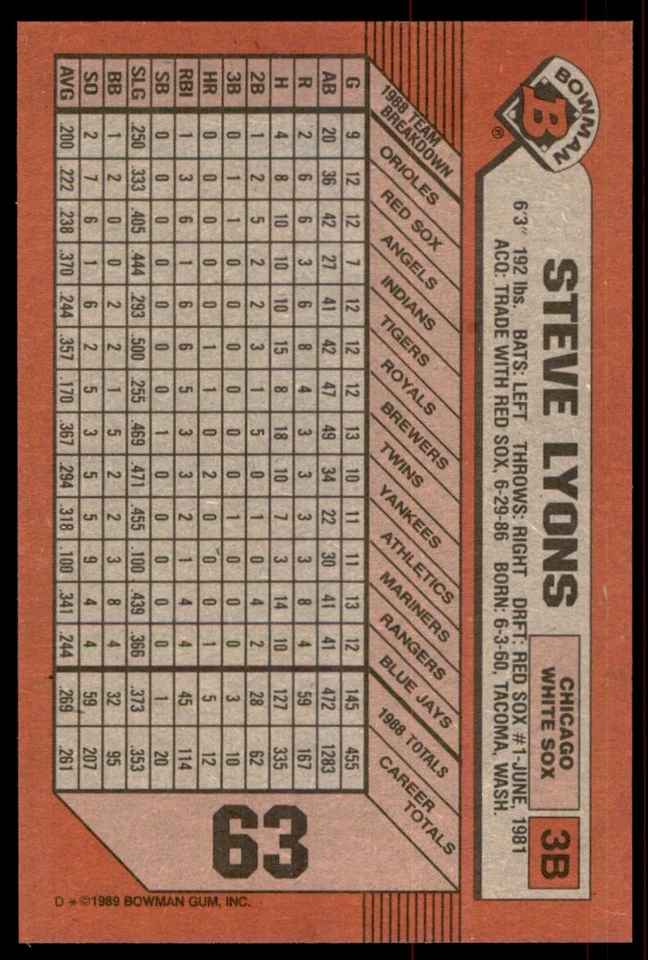 BOWMAN
B
®
STEVE LYONS
CHICAGO
WHITE SOX
3B
6'3" 192 lbs. BATS: LEFT THROWS: RIGHT DRFT: RED SOX #1-JUNE, 1981
ACQ: TRADE WITH RED SOX, 6-29-86 BORN: 6-3-60, TACOMA, WASH.
1988 TEAM
BREAKDOWN
ORIOLES
RED SOX
ANGELS
INDIANS
TIGERS
ROYALS
BREWERS
TWINS
YANKEES
ATHLETICS
MARINERS
RANGERS
BLUE JAYS
1988 TOTALS
CAREER
TOTALS
G 9 12 12 7 12 12 12 13 10 11 11 13 12 145 455
AB 20 36 42 27 41 42 47 49 34 22 30 41 41 472 1283
R 2 6 6 3 6 8 4 3 3 3 3 8 4 59 167
H 4 8 10 10 10 15 8 18 10 7 3 14 10 127 335
2B 1 2 5 2 2 3 1 5 0 1 0 4 2 28 62
3B 0 1 1 0 0 0 0 0 0 1 0 0 0 3 10
HR 0 0 0 0 0 1 1 0 2 0 0 0 1 5 12
RBI 1 3 6 1 6 6 5 3 3 2 1 4 4 45 114
SB 0 0 0 0 0 0 0 1 0 0 0 0 0 1 20
SLG .250 .333 .405 .444 .293 .500 .255 .469 .471 .455 .100 .439 .366 .373 .353
BB 1 2 0 0 2 2 1 5 2 2 3 8 4 32 95
SO 2 7 6 1 6 2 5 3 5 5 9 4 4 59 207
AVG .200 .222 .238 .370 .244 .357 .170 .367 .294 .318 .100 .341 .244 .269 .261
63
D *©1989 BOWMAN GUM, INC.